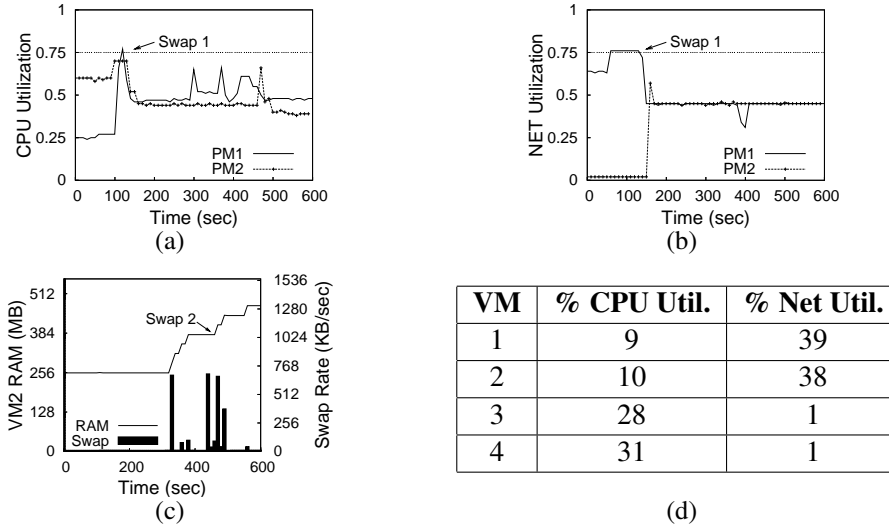 CPU Utilization
1
0.75
0.5
0.25
0
Swap 1
PM1
PM2
0 100 200 300 400 500 600
Time (sec)
(a)
NET Utilization
1
0.75
0.5
0.25
0
Swap 1
PM1
PM2
0 100 200 300 400 500 600
Time (sec)
(b)
VM2 RAM (MB)
512
384
256
128
0
Swap 2
RAM
Swap
1536
1280
1024
768
512
256
0
Swap Rate (KB/sec)
0 200 400 600
Time (sec)
(c)
VM % CPU Util. % Net Util.
1 9 39
2 10 38
3 28 1
4 31 1
(d)